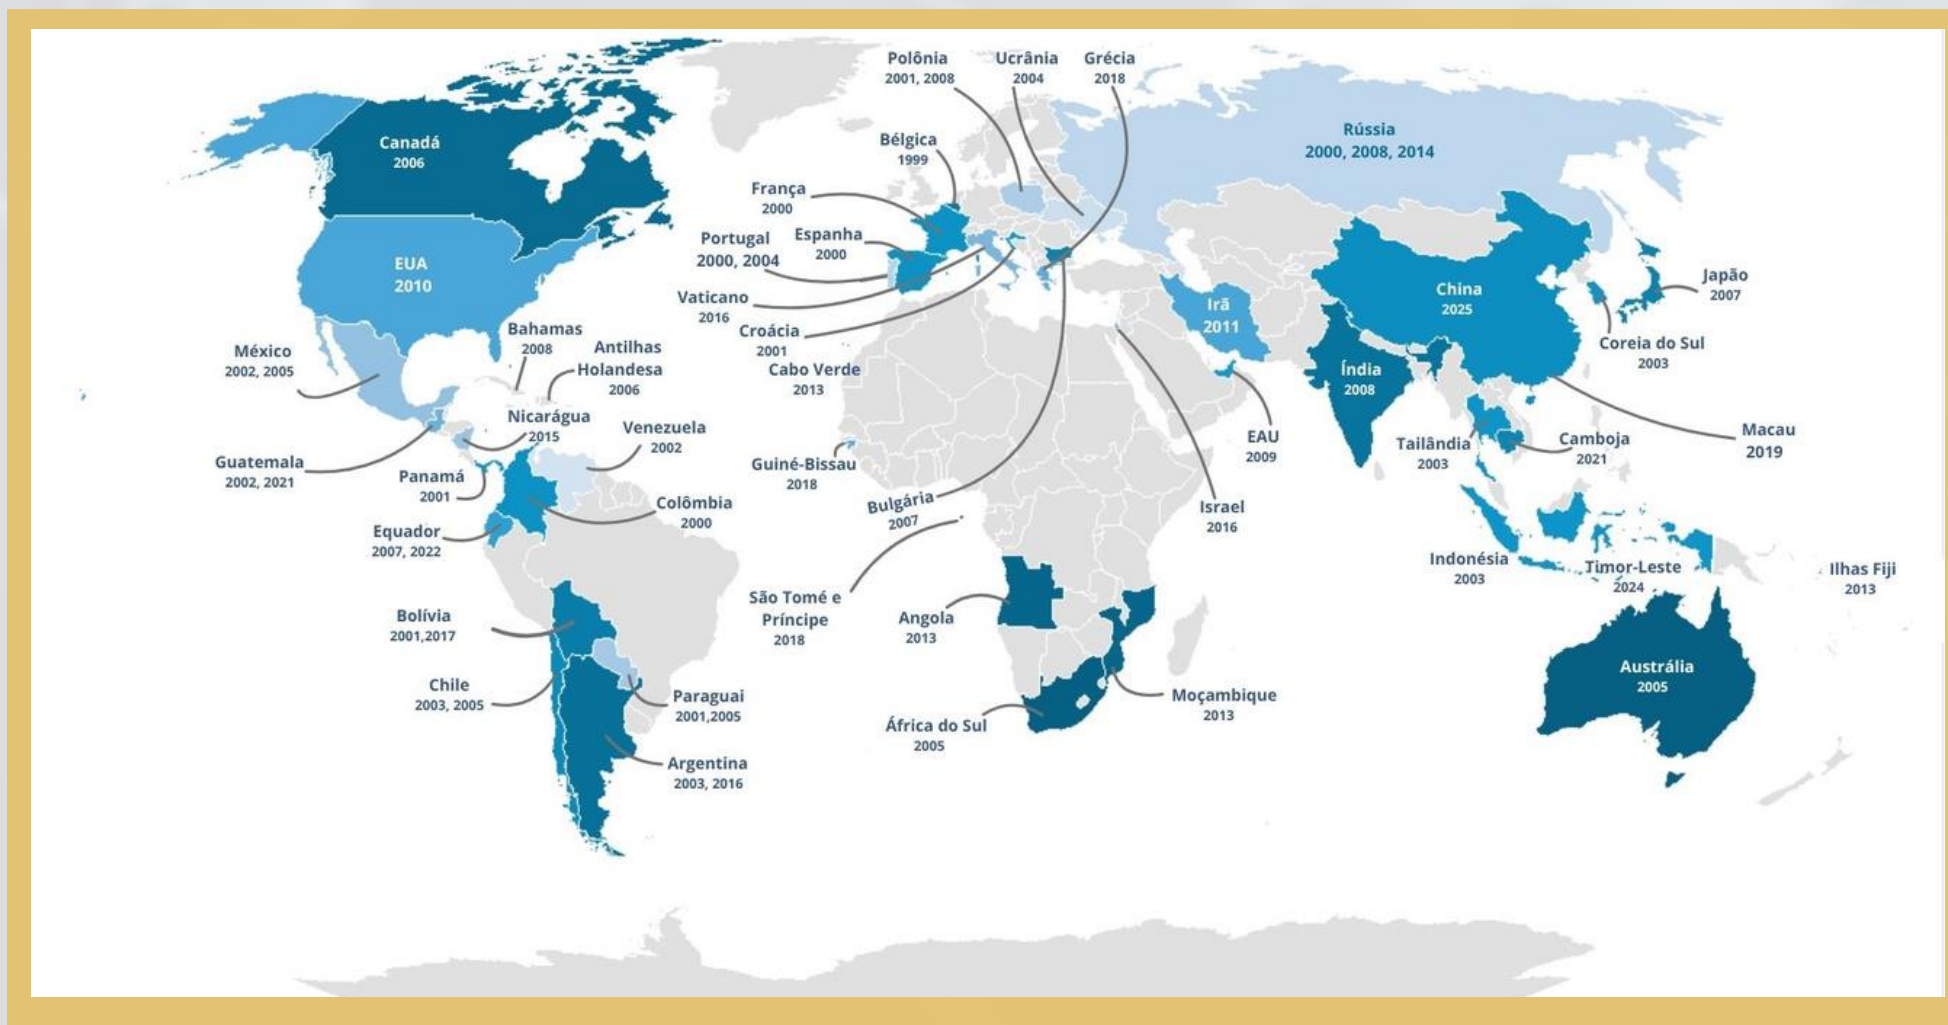 Polônia
2001, 2008
Ucrânia
2004
Grécia
2018
Canadá
2006
Bélgica
1999
Rússia
2000, 2008, 2014
França
2000
Portugal
2000, 2004
Espanha
2000
EUA
2010
Vaticano
2016
Croácia
2001
Irã
2011
China
2025
Japão
2007
Bahamas
2008
Antilhas
Holandesa
2006
México
2002, 2005
Cabo Verde
2013
Índia
2008
Coreia do Sul
2003
Nicarágua
2015
Venezuela
2002
Guatemala
2002, 2021
Panamá
2001
Guiné-Bissau
2018
EAU
2009
Tailândia
2003
Camboja
2021
Macau
2019
Colômbia
2000
Bulgária
2007
Israel
2016
Equador
2007, 2022
Indonésia
2003
Timor-Leste
2024
Ilhas Fiji
2013
São Tomé e
Príncipe
2018
Angola
2013
Bolívia
2001,2017
Chile
2003, 2005
Paraguai
2001,2005
África do Sul
2005
Moçambique
2013
Austrália
2005
Argentina
2003, 2016